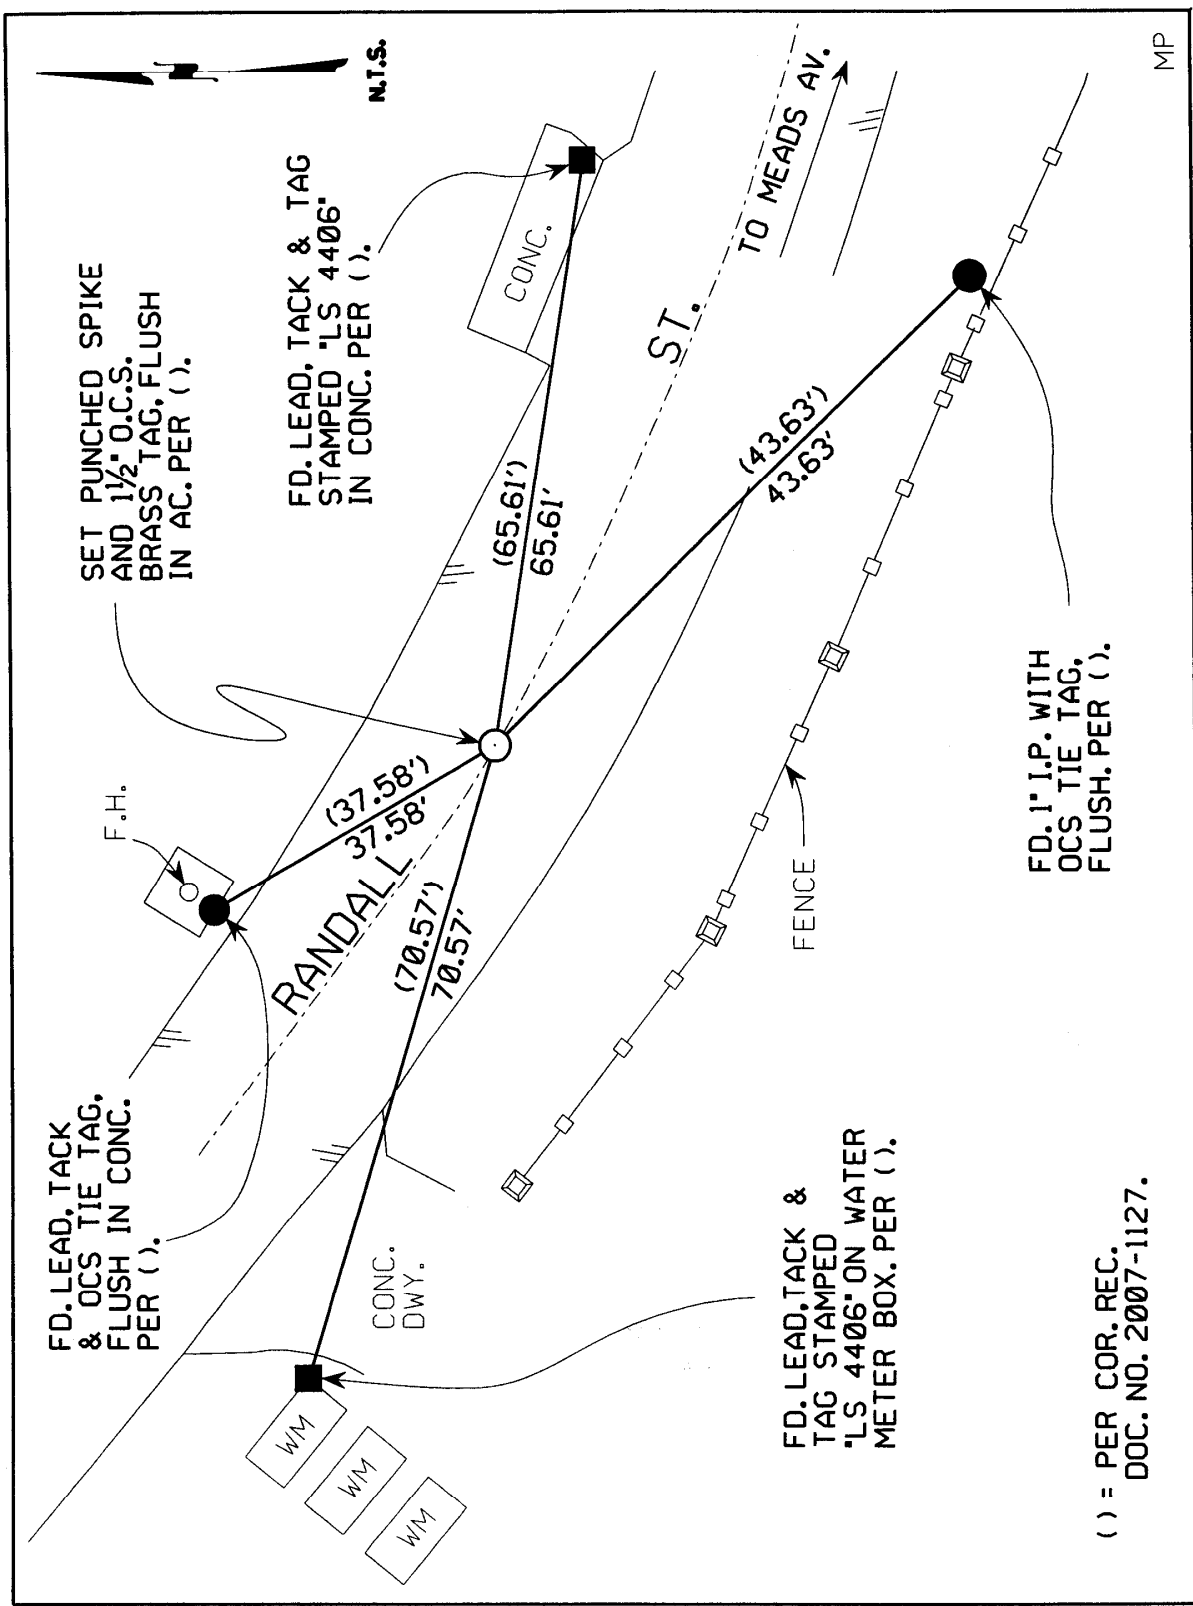 N.T.S.
SET PUNCHED SPIKE
AND 1½" O.C.S.
BRASS TAG, FLUSH
IN AC. PER ( ).
F.H.
FD. LEAD, TACK
& OCS TIE TAG,
FLUSH IN CONC.
PER ( ).
FD. LEAD, TACK & TAG
STAMPED "LS 4406"
IN CONC. PER ( ).
CONC.
(37.58')
37.58'
(65.61')
65.61'
RANDALL
ST.
(70.57')
70.57'
(43.63')
43.63'
TO MEADS AV.
WM
WM
WM
CONC.
DWY.
FENCE
FD. LEAD, TACK &
TAG STAMPED
"LS 4406" ON WATER
METER BOX. PER ( ).
FD. 1" I.P. WITH
OCS TIE TAG,
FLUSH. PER ( ).
( ) = PER COR. REC.
DOC. NO. 2007-1127.
MP